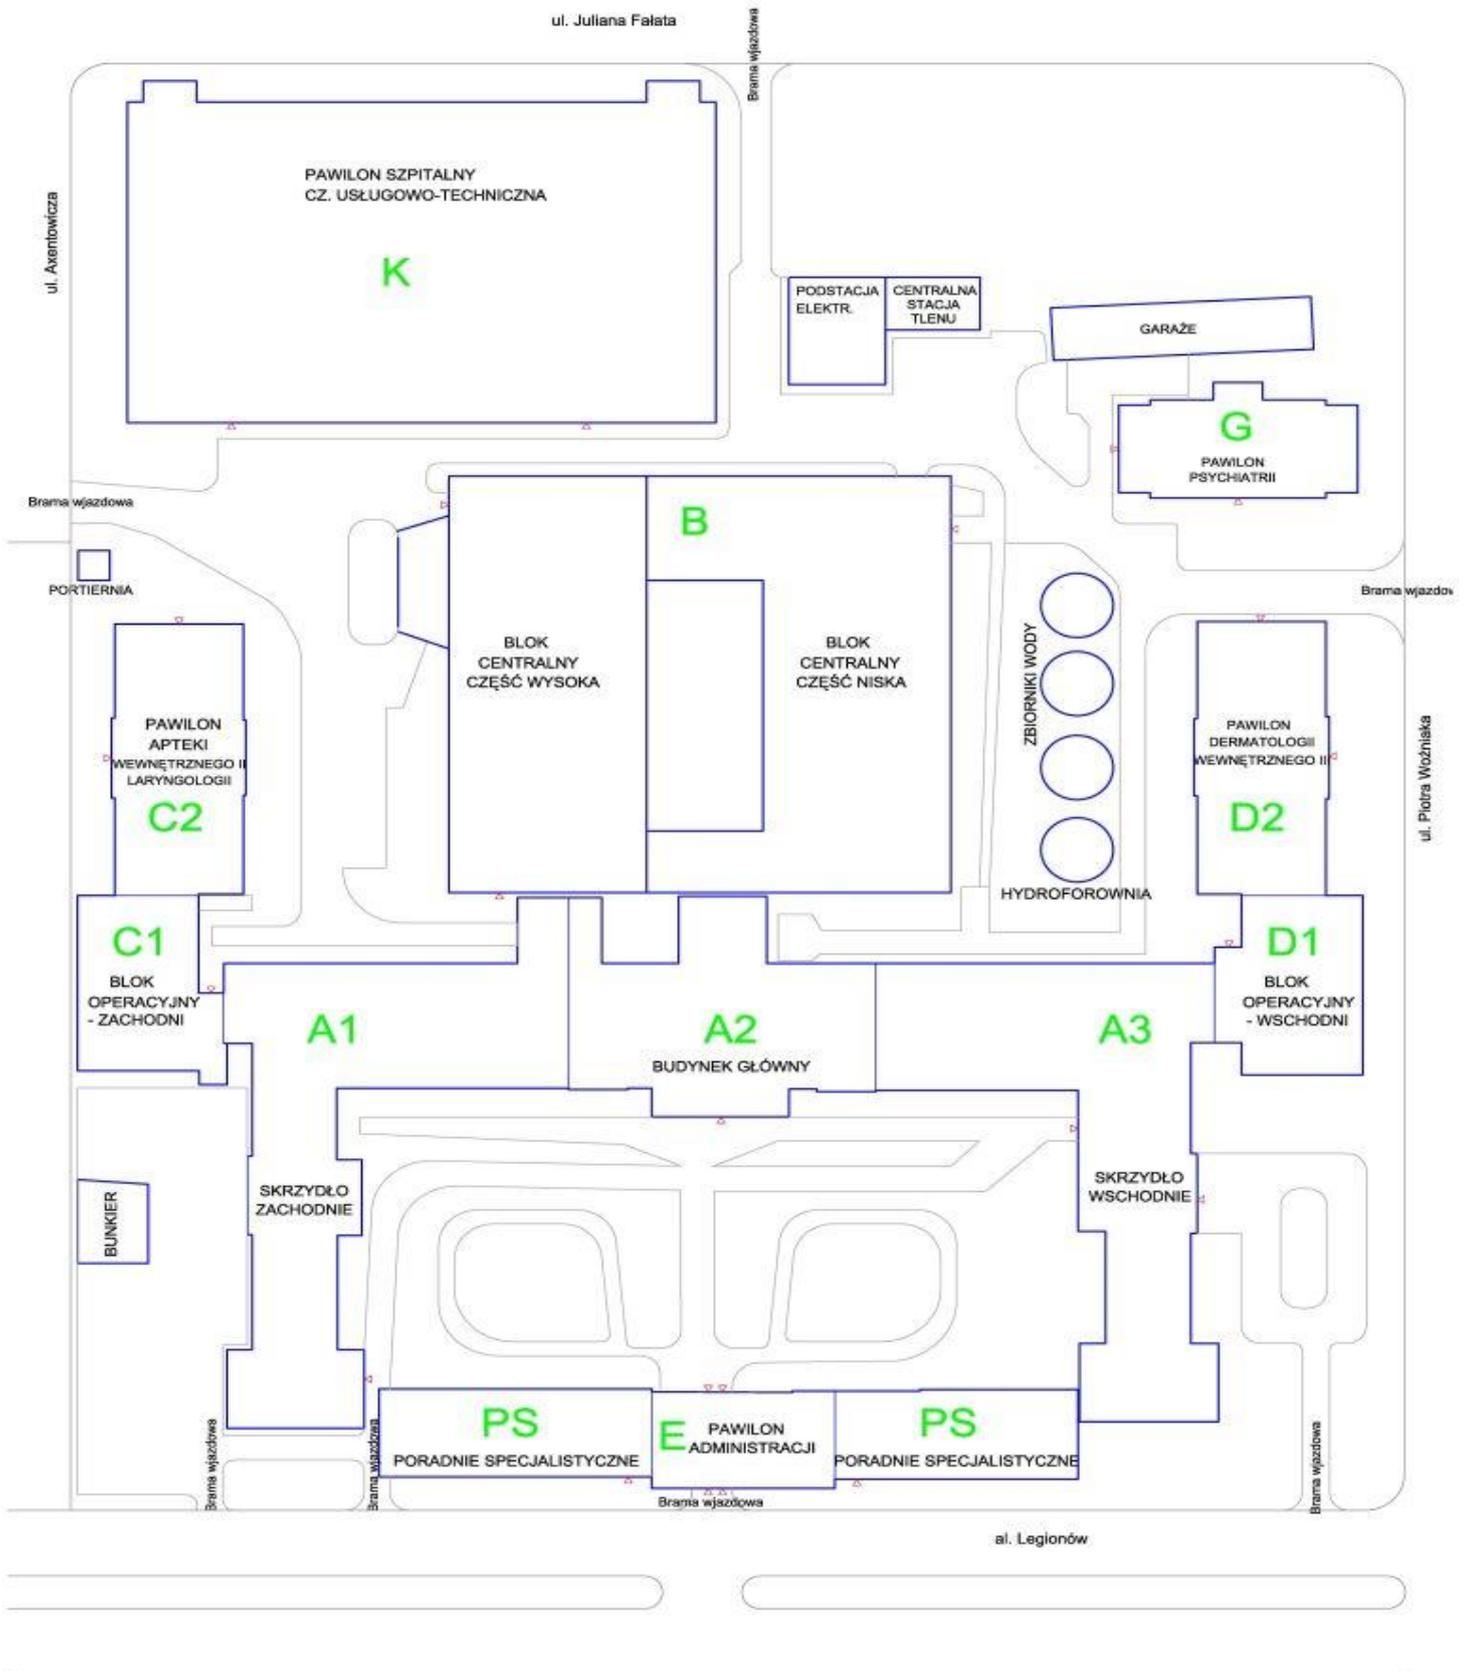 ul. Juliana Fałata
Brama wjazdowa
ul. Axentowicza
PAWILON SZPITALNY
CZ. USŁUGOWO-TECHNICZNA
K
PODSTACJA
ELEKTR.
CENTRALNA
STACJA
TLENU
GARAŻE
G
PAWILON
PSYCHIATRII
Brama wjazdowa
B
PORTIERNIA
Brama wjazdow
BLOK
CENTRALNY
CZĘŚĆ WYSOKA
BLOK
CENTRALNY
CZĘŚĆ NISKA
ZBIORNIKI WODY
PAWILON
APTEKI
WEWNĘTRZNEGO II
LARYNGOLOGII
C2
PAWILON
DERMATOLOGII
WEWNĘTRZNEGO II
D2
ul. Piotra Woźniaka
HYDROFOROWNIA
C1
BLOK
OPERACYJNY
- ZACHODNI
D1
BLOK
OPERACYJNY
- WSCHODNI
A1
A2
BUDYNEK GŁÓWNY
A3
SKRZYDŁO
ZACHODNIE
SKRZYDŁO
WSCHODNIE
BUNKIER
PS
PORADNIE SPECJALISTYCZNE
E
PAWILON
ADMINISTRACJI
PS
PORADNIE SPECJALISTYCZNE
Brama wjazdowa
Brama wjazdowa
Brama wjazdowa
Brama wjazdowa
al. Legionów